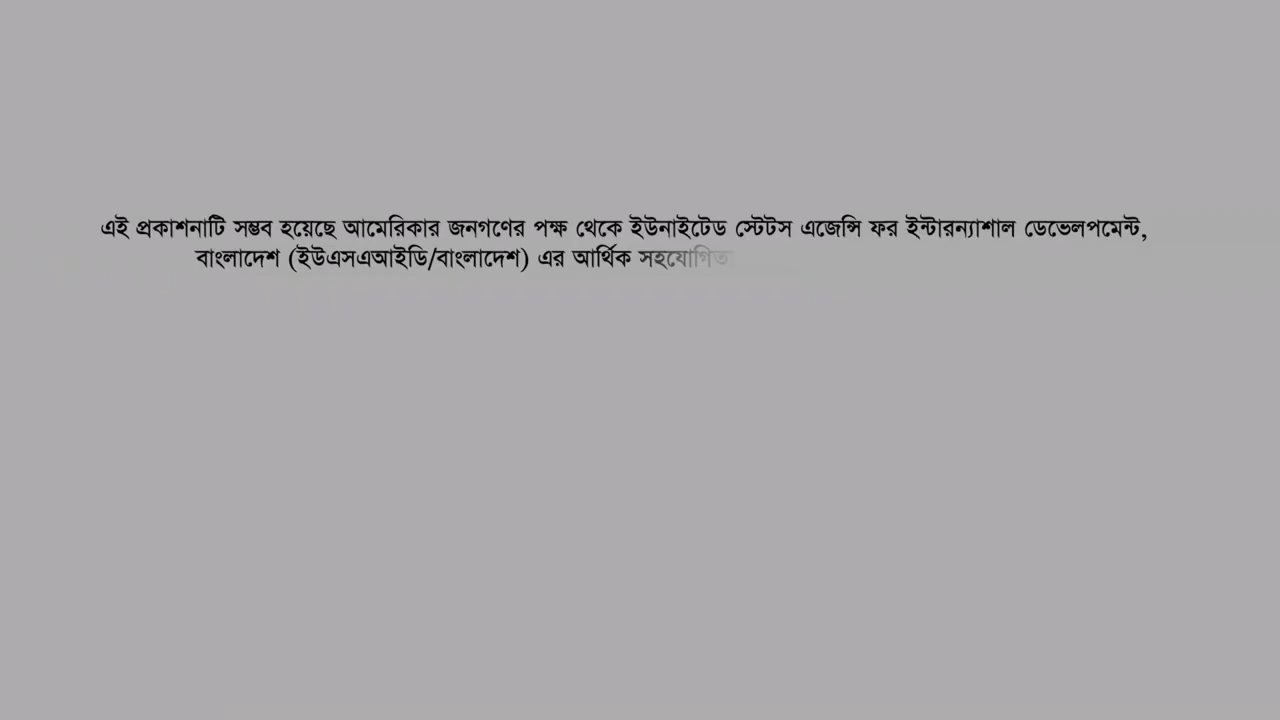 এই প্রকাশনাটি সম্ভব হয়েছে আমেরিকার জনগণের পক্ষ থেকে ইউনাইটেড স্টেটস এজেন্সি ফর ইন্টারন্যাশাল ডেভেলপমেন্ট,
বাংলাদেশ (ইউএসএআইডি/বাংলাদেশ) এর আর্থিক সহযোগিতা